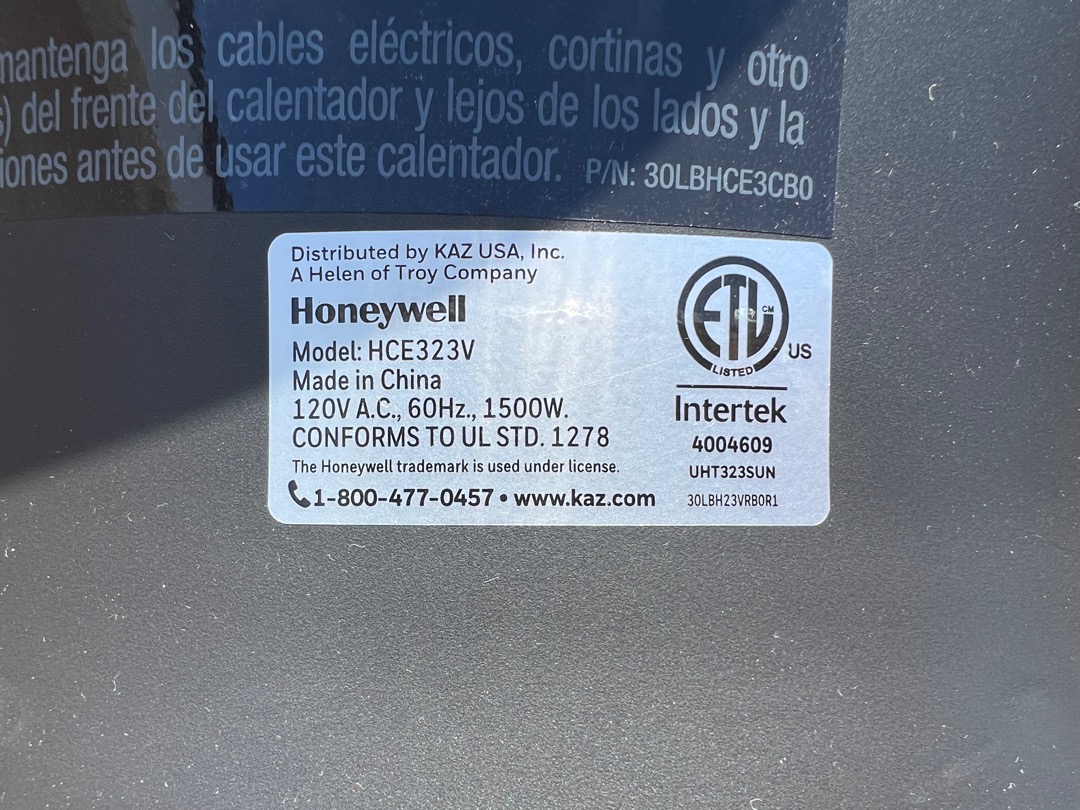 mantenga los cables eléctricos, cortinas y otro
s) del frente del calentador y lejos de los lados y la
iones antes de usar este calentador. P/N: 30LBHCE3CB0
Distributed by KAZ USA, Inc.
A Helen of Troy Company
Honeywell
Model: HCE323V
Made in China
120V A.C., 60Hz., 1500W.
CONFORMS TO UL STD. 1278
The Honeywell trademark is used under license.
1-800-477-0457 • www.kaz.com
ETL CM
LISTED
US
Intertek
4004609
UHT323SUN
30LBH23VRB0R1